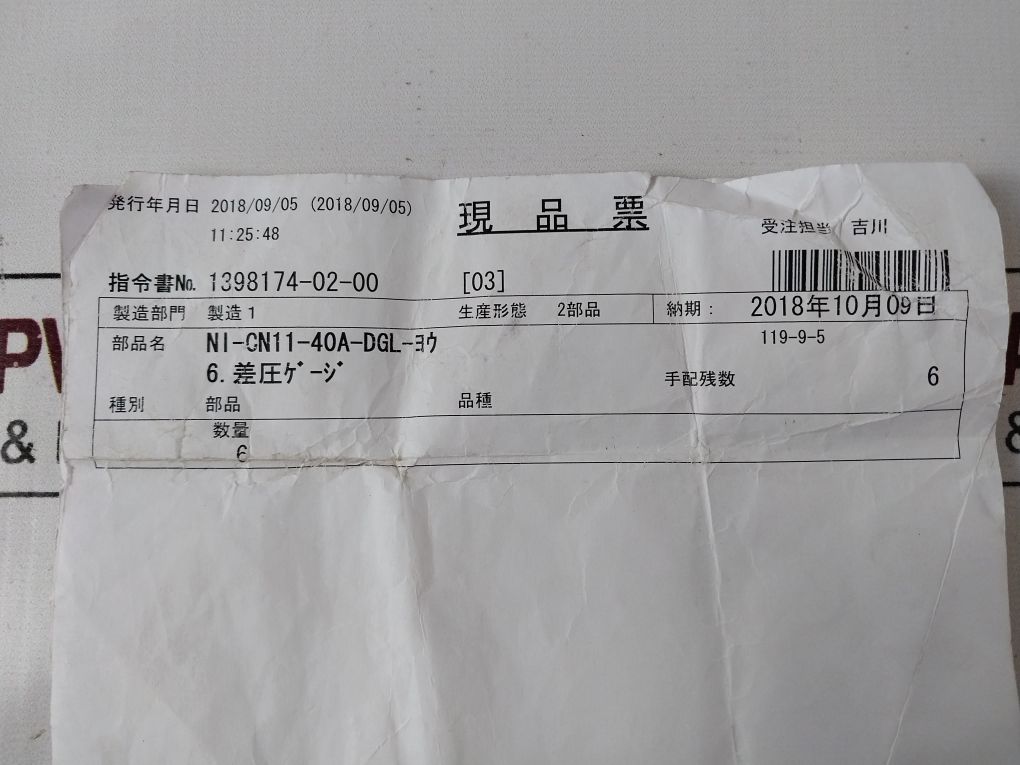 発行年月日 2018/09/05 (2018/09/05) 現品票 受注担当 吉川
11:25:48
指令書No. 1398174-02-00 [03]
製造部門 製造1 生産形態 2部品 納期： 2018年10月09日
部品名 NI-CN11-40A-DGL-ﾖｳ 119-9-5
6.差圧ｹﾞｰｼﾞ 手配残数 6
種別 部品 品種
数量
6
&
&